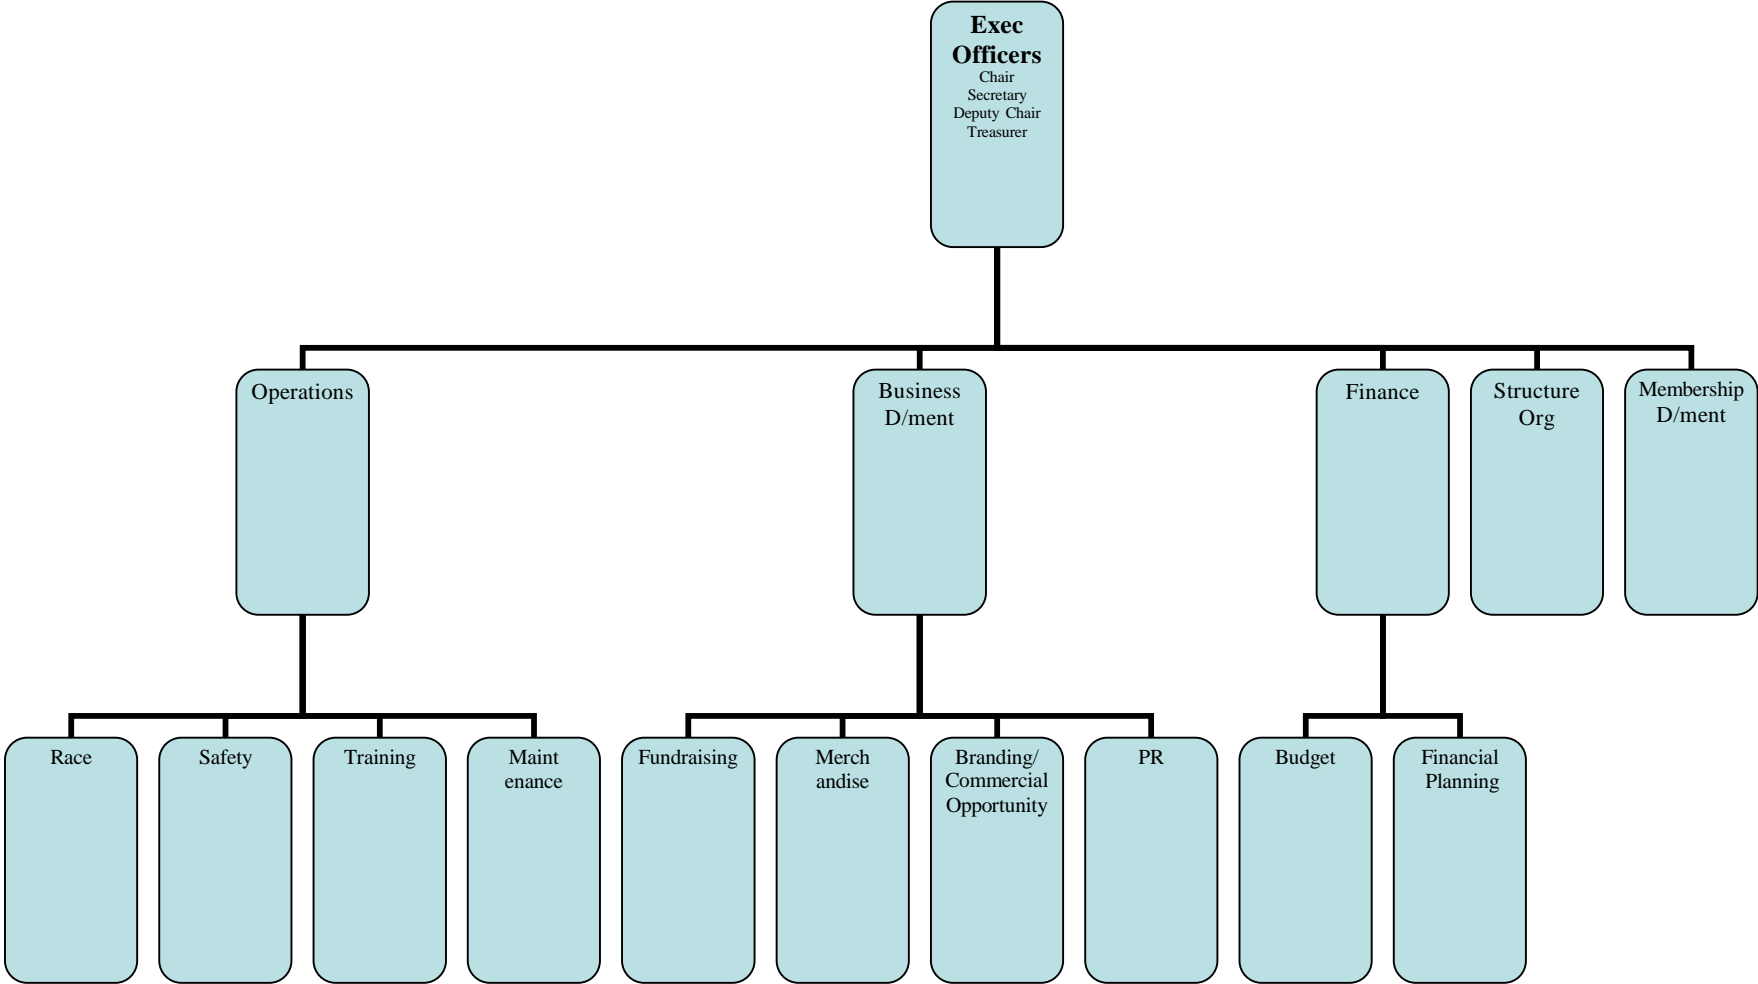 Exec
Officers
Chair
Secretary
Deputy Chair
Treasurer
Operations
Business
D/ment
Finance
Structure
Org
Membership
D/ment
Race
Safety
Training
Maint
enance
Fundraising
Merch
andise
Branding/
Commercial
Opportunity
PR
Budget
Financial
Planning